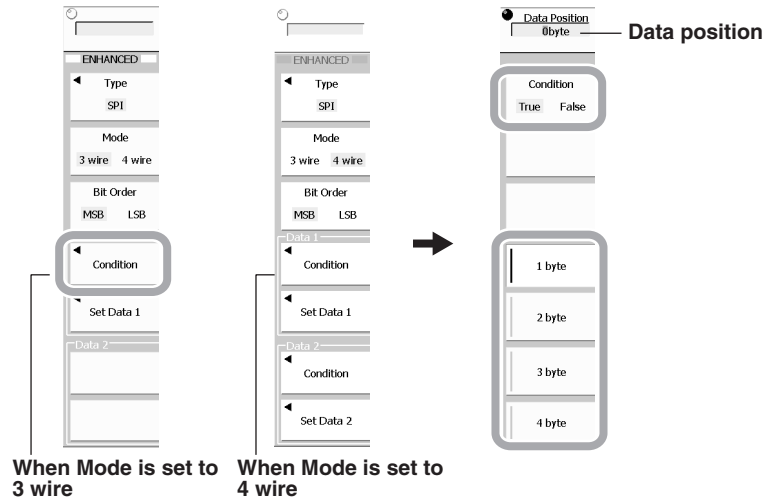 ENHANCED
Type
SPI
Mode
3 wire 4 wire
Bit Order
MSB LSB
Condition
Set Data 1
Data 2
When Mode is set to
3 wire
ENHANCED
Type
SPI
Mode
3 wire 4 wire
Bit Order
MSB LSB
Data 1
Condition
Set Data 1
Data 2
Condition
Set Data 2
When Mode is set to
4 wire
Data Position
0byte
Data position
Condition
True False
1 byte
2 byte
3 byte
4 byte